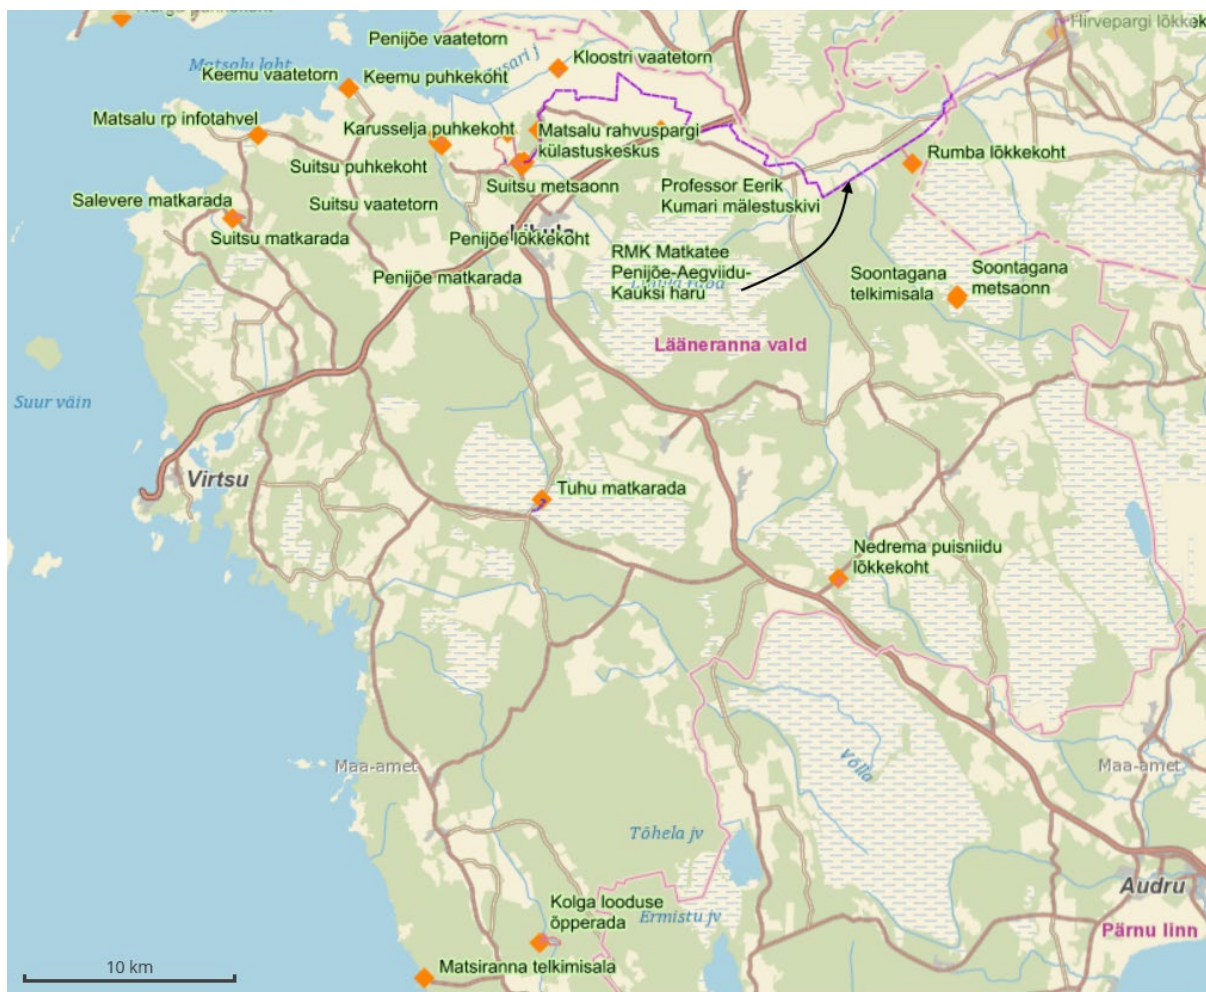 Hirvepargi lõkkek
Penijõe vaatetorn
Matsalu laht
Kloostri vaatetorn
Keemu vaatetorn
Keemu puhkekoht
Matsalu rp infotahvel
Karusselja puhkekoht
Matsalu rahvuspargi
külastuskeskus
Rumba lõkkekoht
Suitsu puhkekoht
Suitsu metsaonn
Professor Eerik
Kumari mälestuskivi
Salevere matkarada
Suitsu vaatetorn
Suitsu matkarada
Penijõe lõkkekoht
RMK Matkatee
Penijõe-Aegviidu-
Kauksi haru
Penijõe matkarada
Soontagana
telkimisala
Soontagana
metsaonn
Lääneranna vald
Suur väin
Virtsu
Tuhu matkarada
Nedrema puisniidu
lõkkekoht
Maa-amet
Võlla
Maa-amet
Tõhela jv
Audru
Kolga looduse
õpperada
Ermistu jv
Pärnu linn
Matsiranna telkimisala
10 km